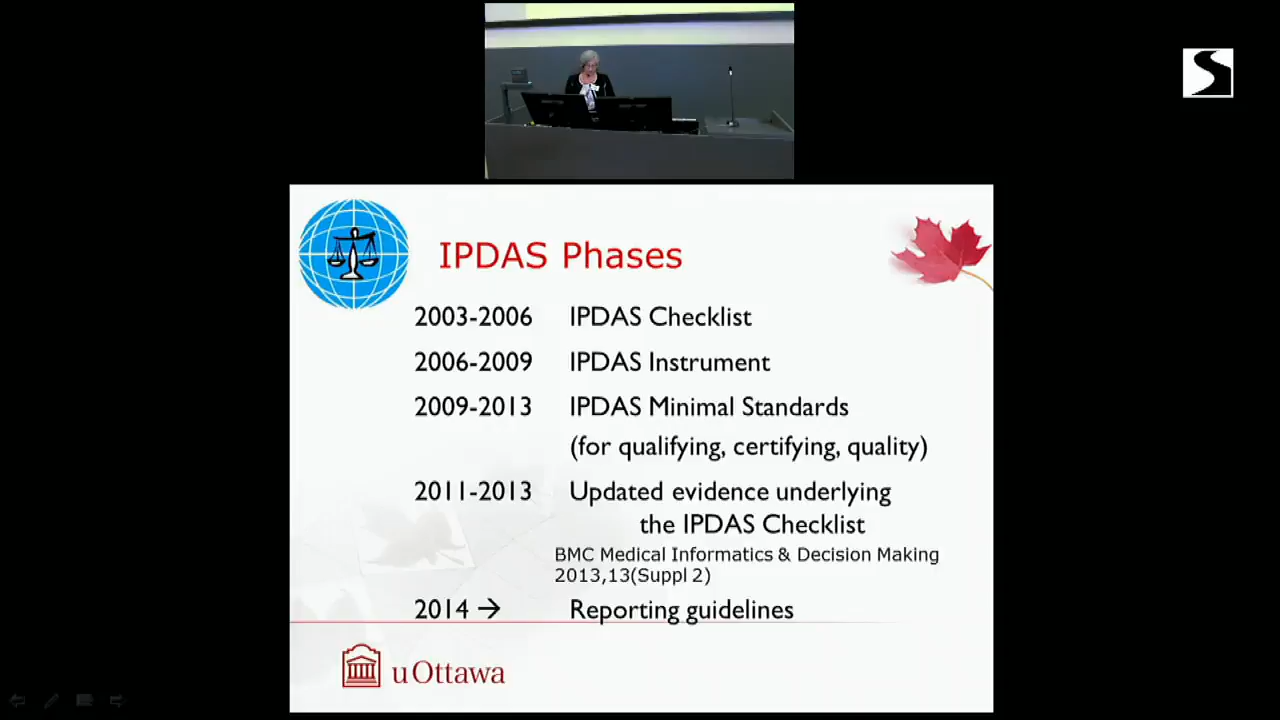 IPDAS Phases
2003-2006 IPDAS Checklist
2006-2009 IPDAS Instrument
2009-2013 IPDAS Minimal Standards
(for qualifying, certifying, quality)
2011-2013 Updated evidence underlying
the IPDAS Checklist
BMC Medical Informatics & Decision Making
2013,13(Suppl 2)
2014 → Reporting guidelines
uOttawa